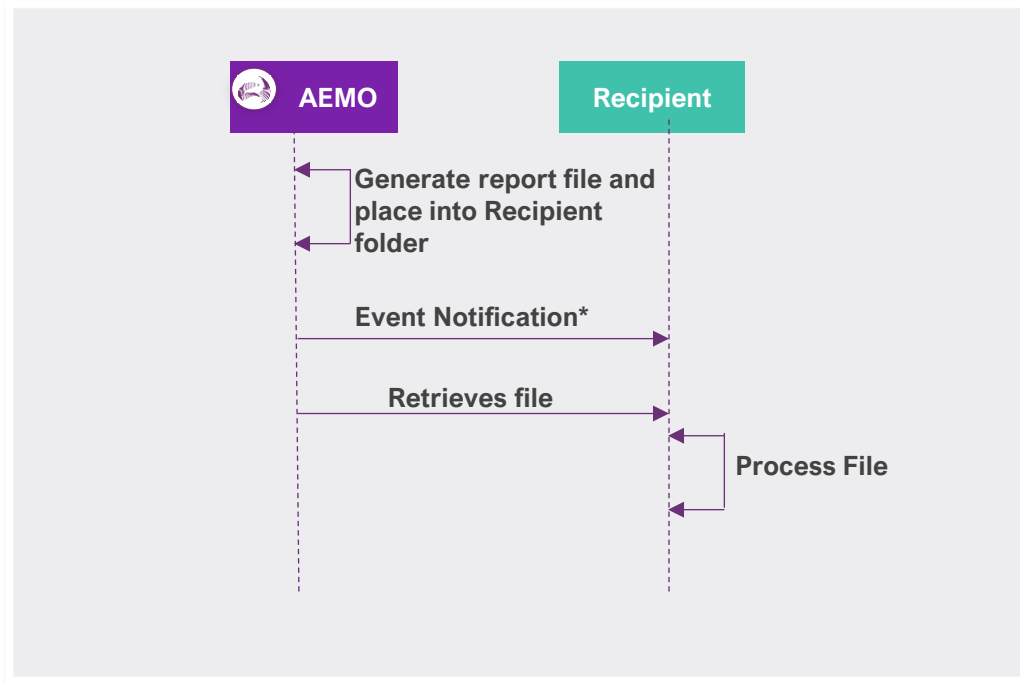 AEMO
Recipient
Generate report file and
place into Recipient
folder
Event Notification*
Retrieves file
Process File